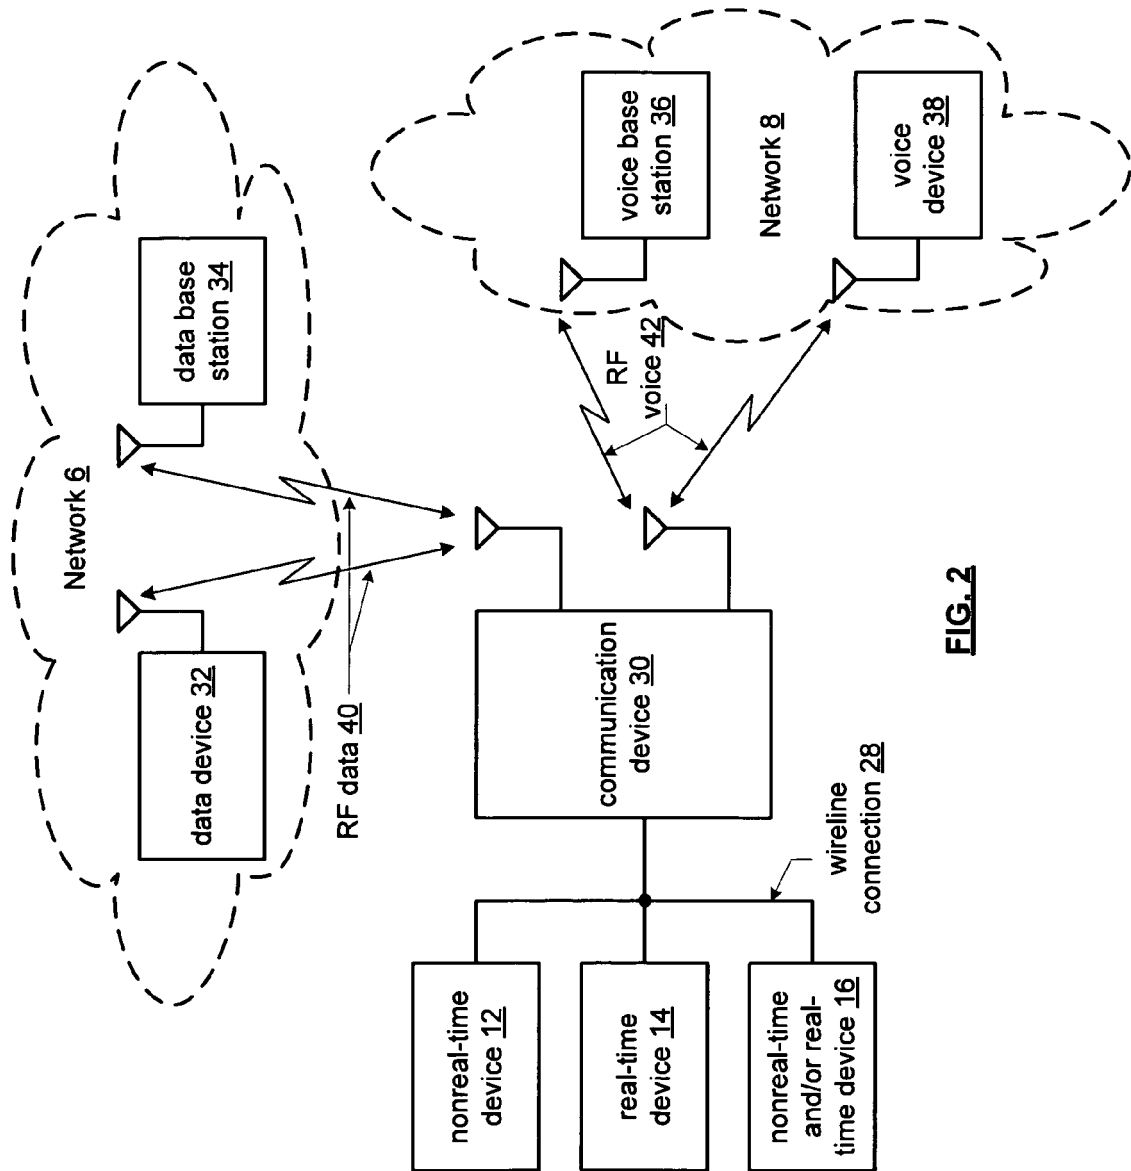 Network 6
data device 32
data base
station 34
RF data 40
nonreal-time
device 12
real-time
device 14
nonreal-time
and/or real-
time device 16
communication
device 30
wireline
connection 28
RF
voice 42
voice base
station 36
Network 8
voice
device 38
FIG. 2